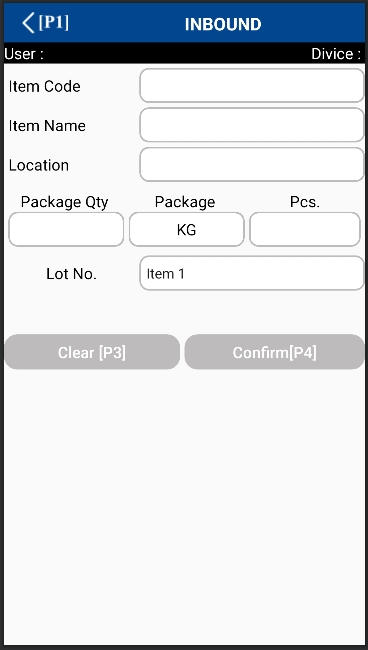 [P1] INBOUND
User : Divice :
Item Code
Item Name
Location
Package Qty Package Pcs.
KG
Lot No. Item 1
Clear [P3] Confirm[P4]